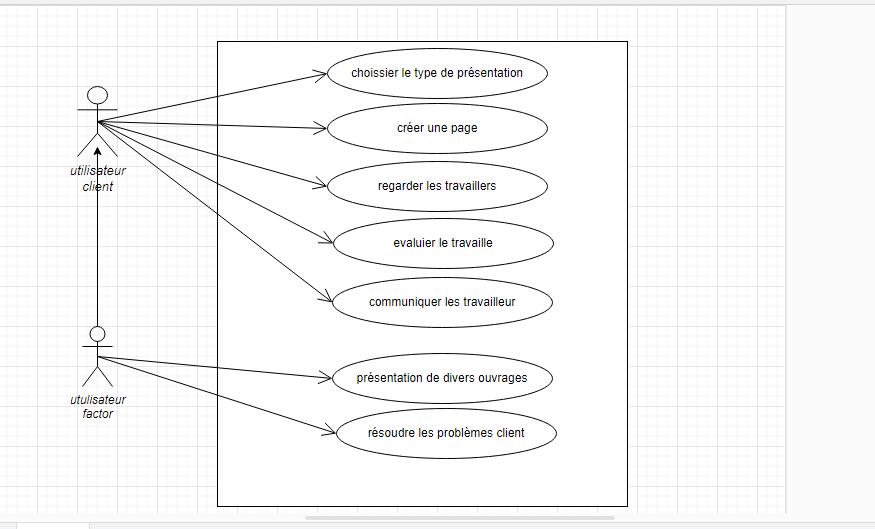 choissier le type de présentation
créer une page
utilisateur
client
regarder les travaillers
evaluier le travaille
communiquer les travailleur
présentation de divers ouvrages
utulisateur
factor
résoudre les problèmes client